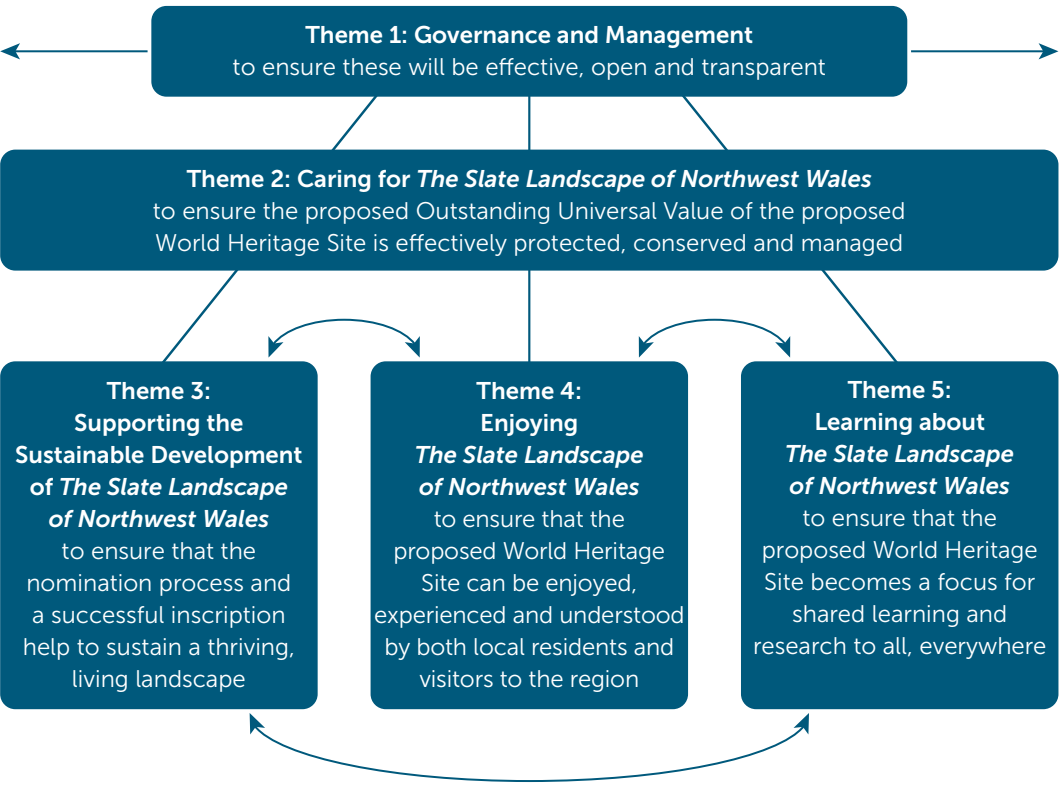 Theme 1: Governance and Management
to ensure these will be effective, open and transparent
Theme 2: Caring for The Slate Landscape of Northwest Wales
to ensure the proposed Outstanding Universal Value of the proposed
World Heritage Site is effectively protected, conserved and managed
Theme 3:
Supporting the
Sustainable Development
of The Slate Landscape
of Northwest Wales
to ensure that the
nomination process and
a successful inscription
help to sustain a thriving,
living landscape
Theme 4:
Enjoying
The Slate Landscape
of Northwest Wales
to ensure that the
proposed World Heritage
Site can be enjoyed,
experienced and understood
by both local residents and
visitors to the region
Theme 5:
Learning about
The Slate Landscape
of Northwest Wales
to ensure that the
proposed World Heritage
Site becomes a focus for
shared learning and
research to all, everywhere